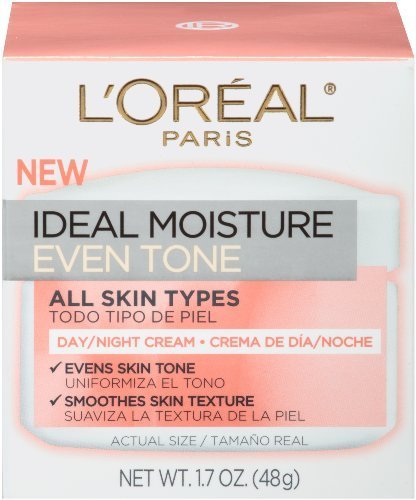 L'ORÉAL®
PARIS
NEW
IDEAL MOISTURE
EVEN TONE
ALL SKIN TYPES
TODO TIPO DE PIEL
DAY/NIGHT CREAM • CREMA DE DÍA/NOCHE
✓ EVENS SKIN TONE
UNIFORMIZA EL TONO
✓ SMOOTHES SKIN TEXTURE
SUAVIZA LA TEXTURA DE LA PIEL
ACTUAL SIZE / TAMAÑO REAL
NET WT. 1.7 OZ. (48g)